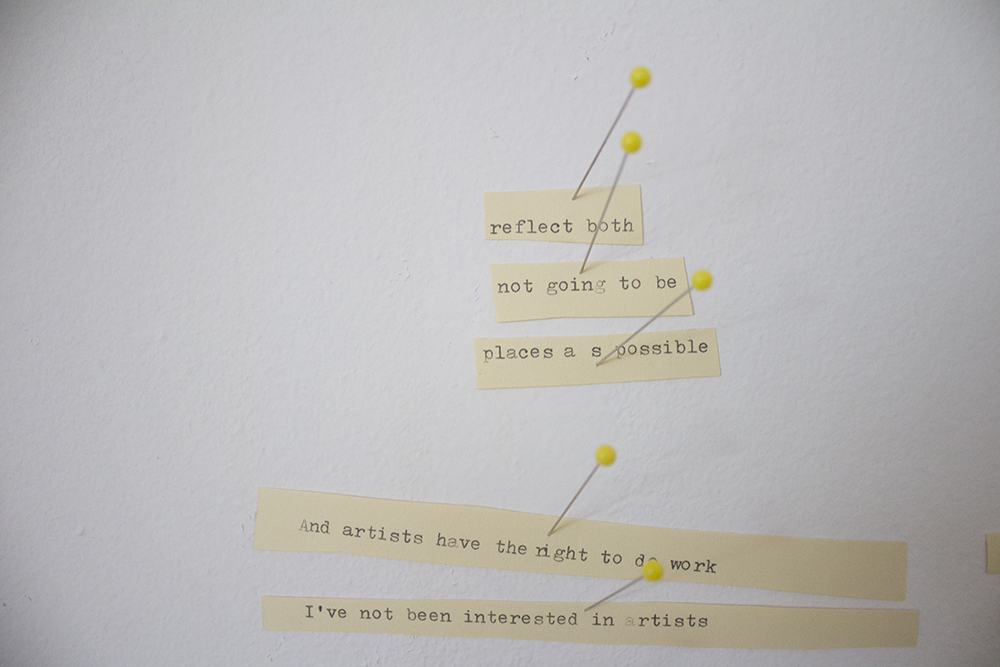 reflect both
not going to be
places a s possible
And artists have the right to do work
I've not been interested in artists